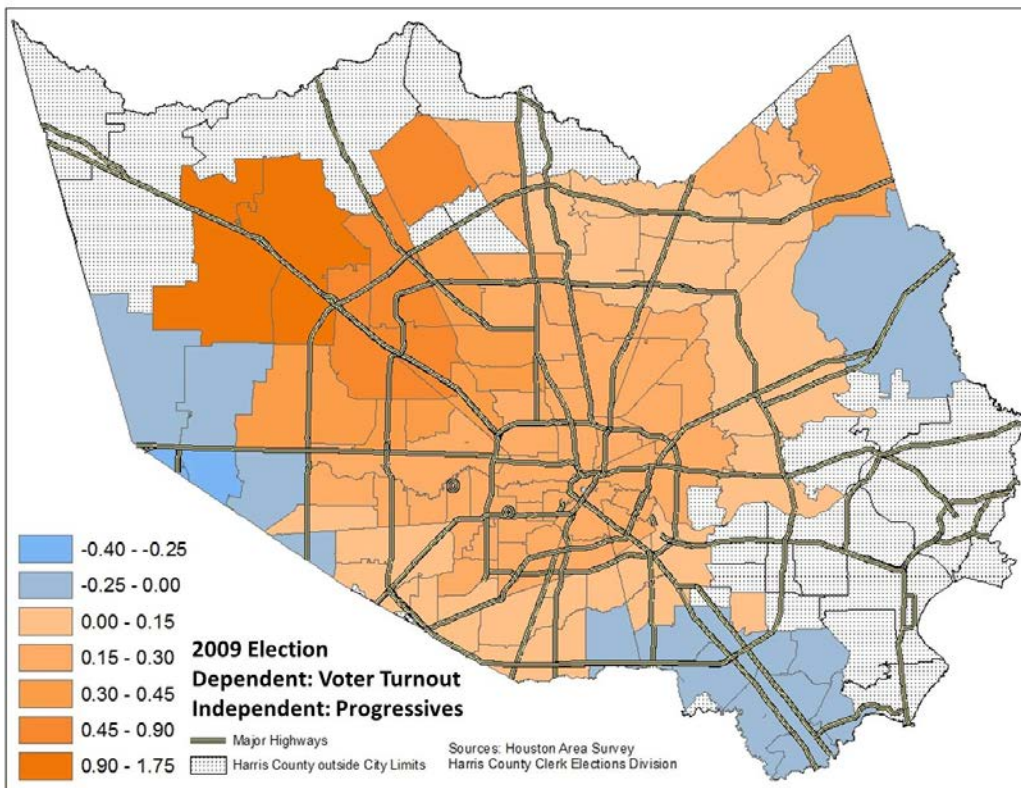 -0.40 - -0.25
-0.25 - 0.00
0.00 - 0.15
0.15 - 0.30
0.30 - 0.45
0.45 - 0.90
0.90 - 1.75
2009 Election
Dependent: Voter Turnout
Independent: Progressives
Major Highways
Harris County outside City Limits
Sources: Houston Area Survey
Harris County Clerk Elections Division